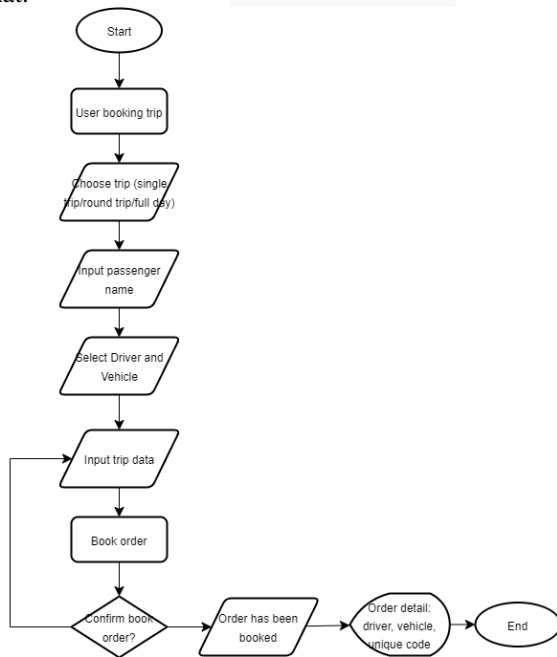 Start
User booking trip
Choose trip (single
trip/round trip/full day)
Input passenger
name
Select Driver and
Vehicle
Input trip data
Book order
Confirm book
order?
Order has been
booked
Order detail:
driver, vehicle,
unique code
End